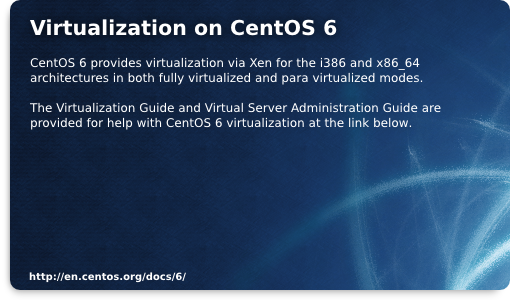 Virtualization on CentOS 6
CentOS 6 provides virtualization via Xen for the i386 and x86_64
architectures in both fully virtualized and para virtualized modes.
The Virtualization Guide and Virtual Server Administration Guide are
provided for help with CentOS 6 virtualization at the link below.
http://en.centos.org/docs/6/